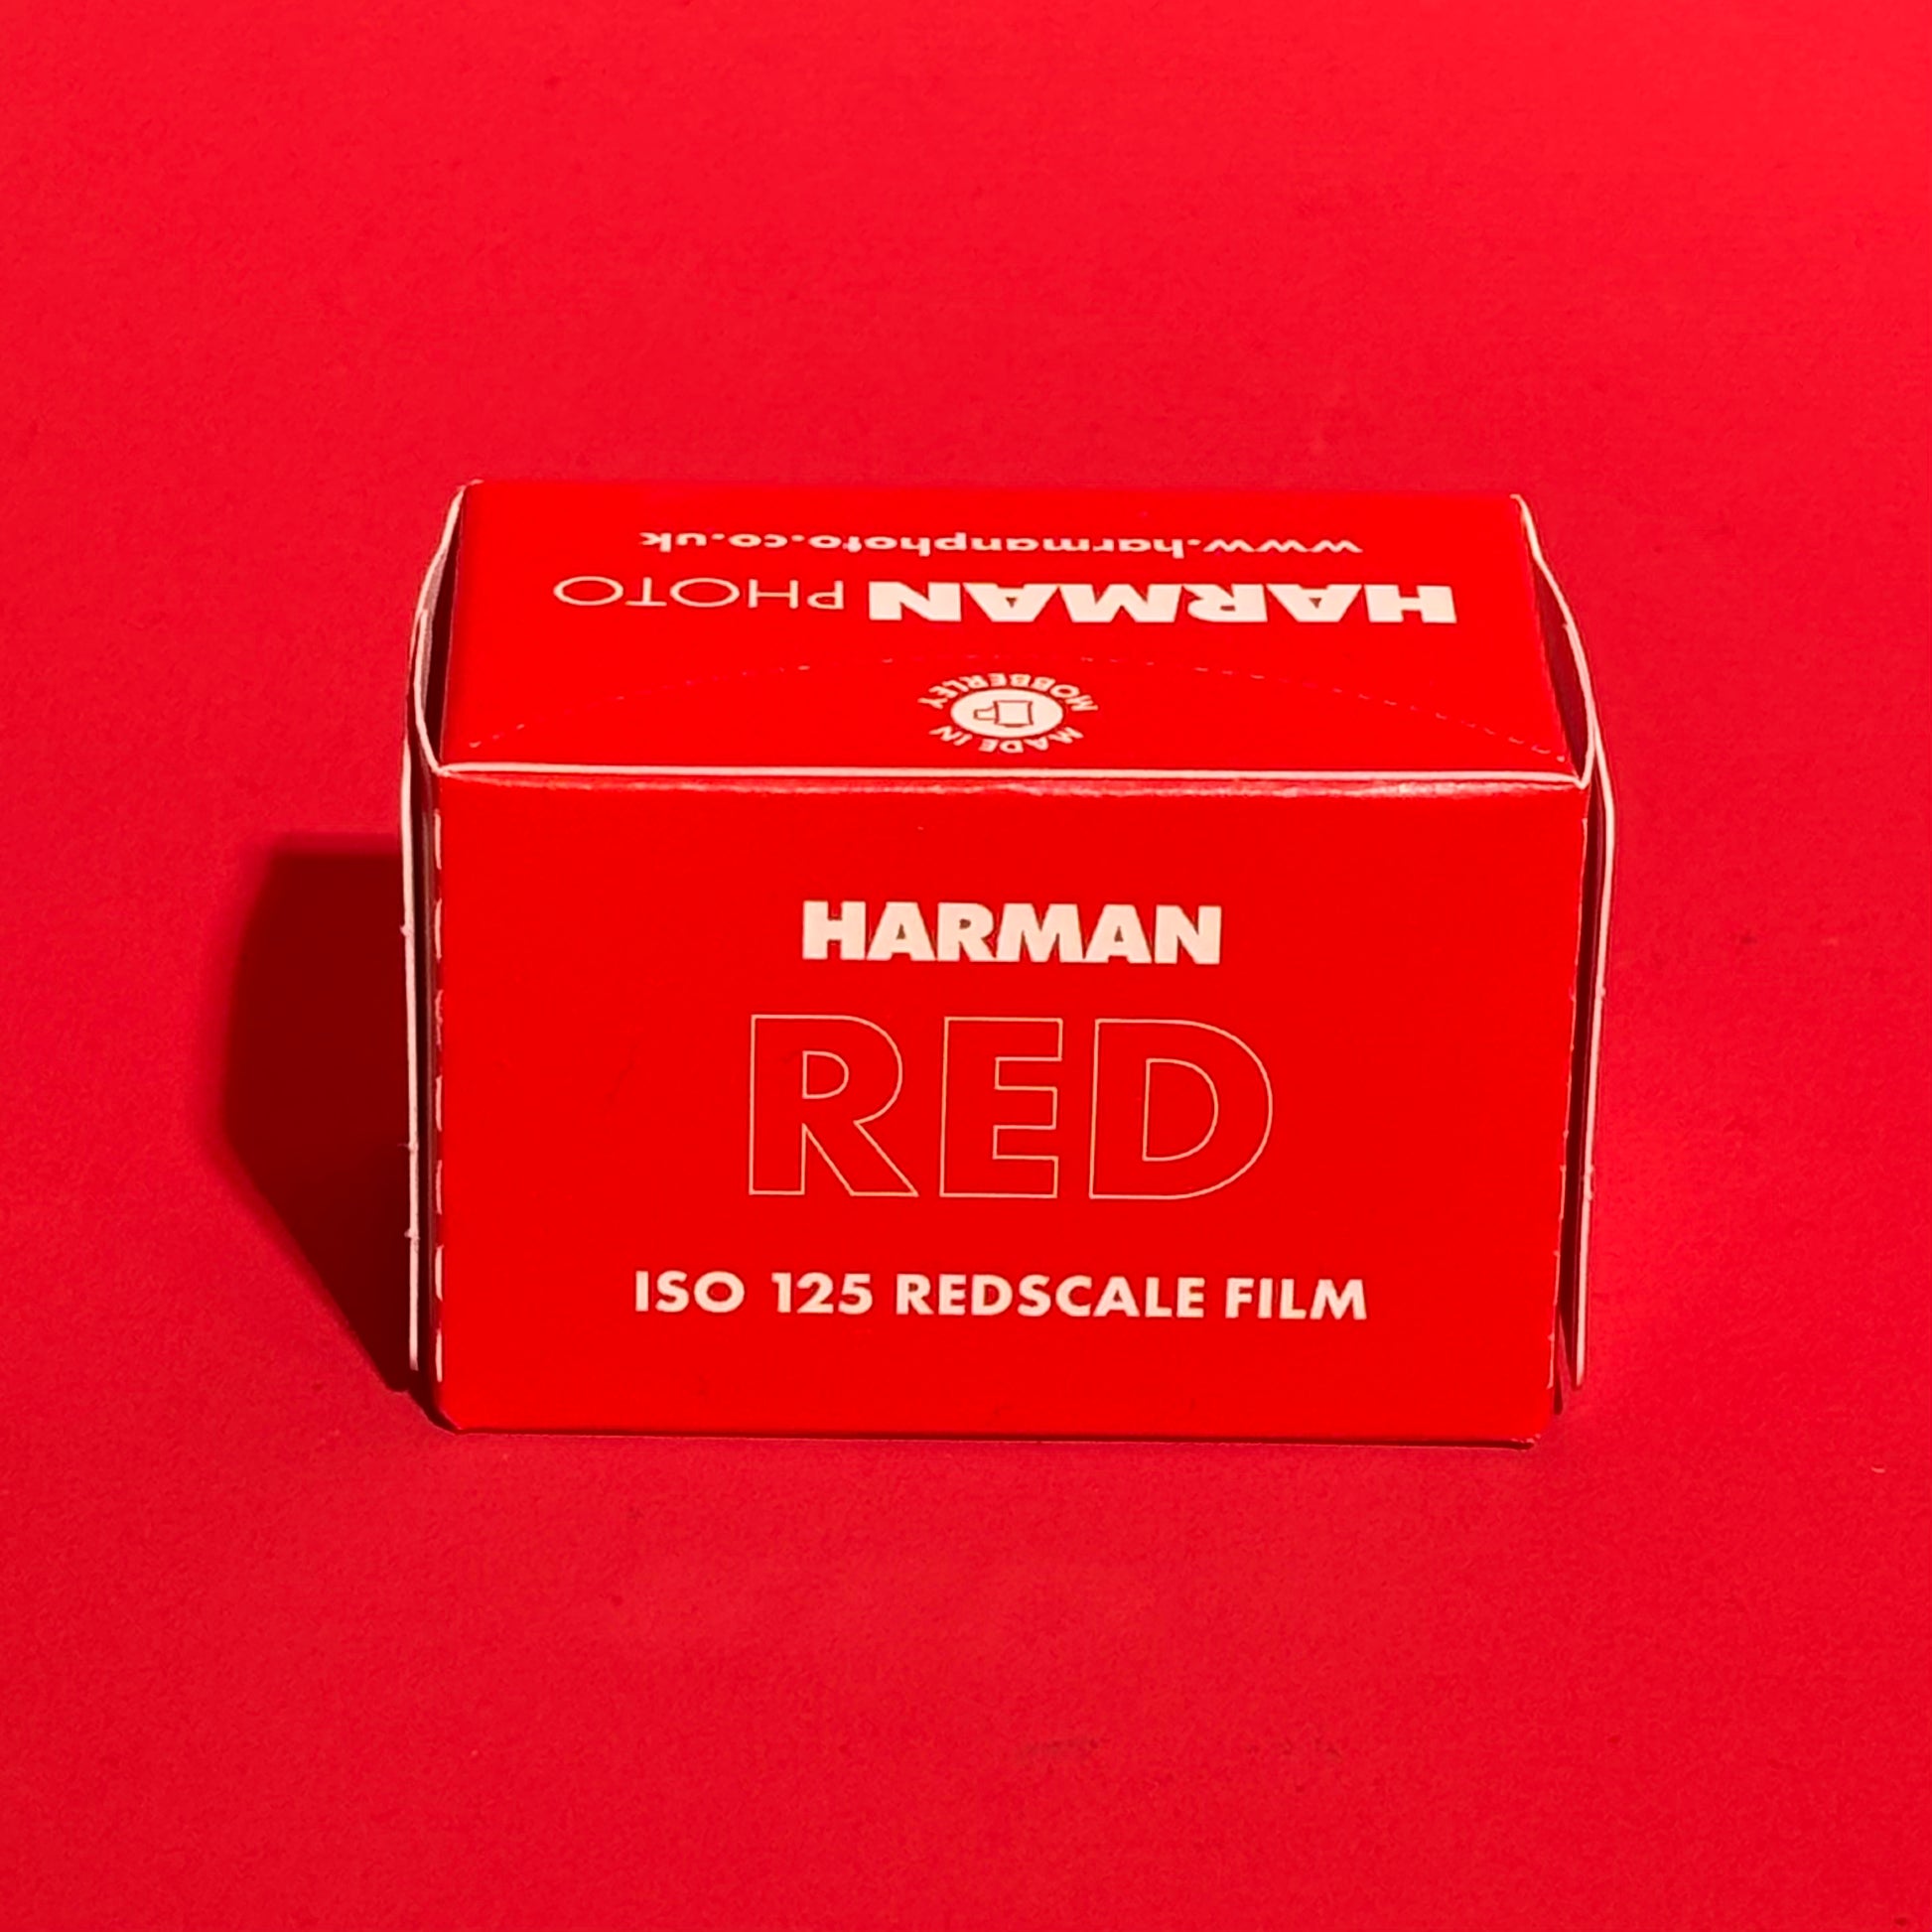 www.harmanphoto.co.uk
HARMAN PHOTO
MADE IN MOBBERLEY
HARMAN
RED
ISO 125 REDSCALE FILM